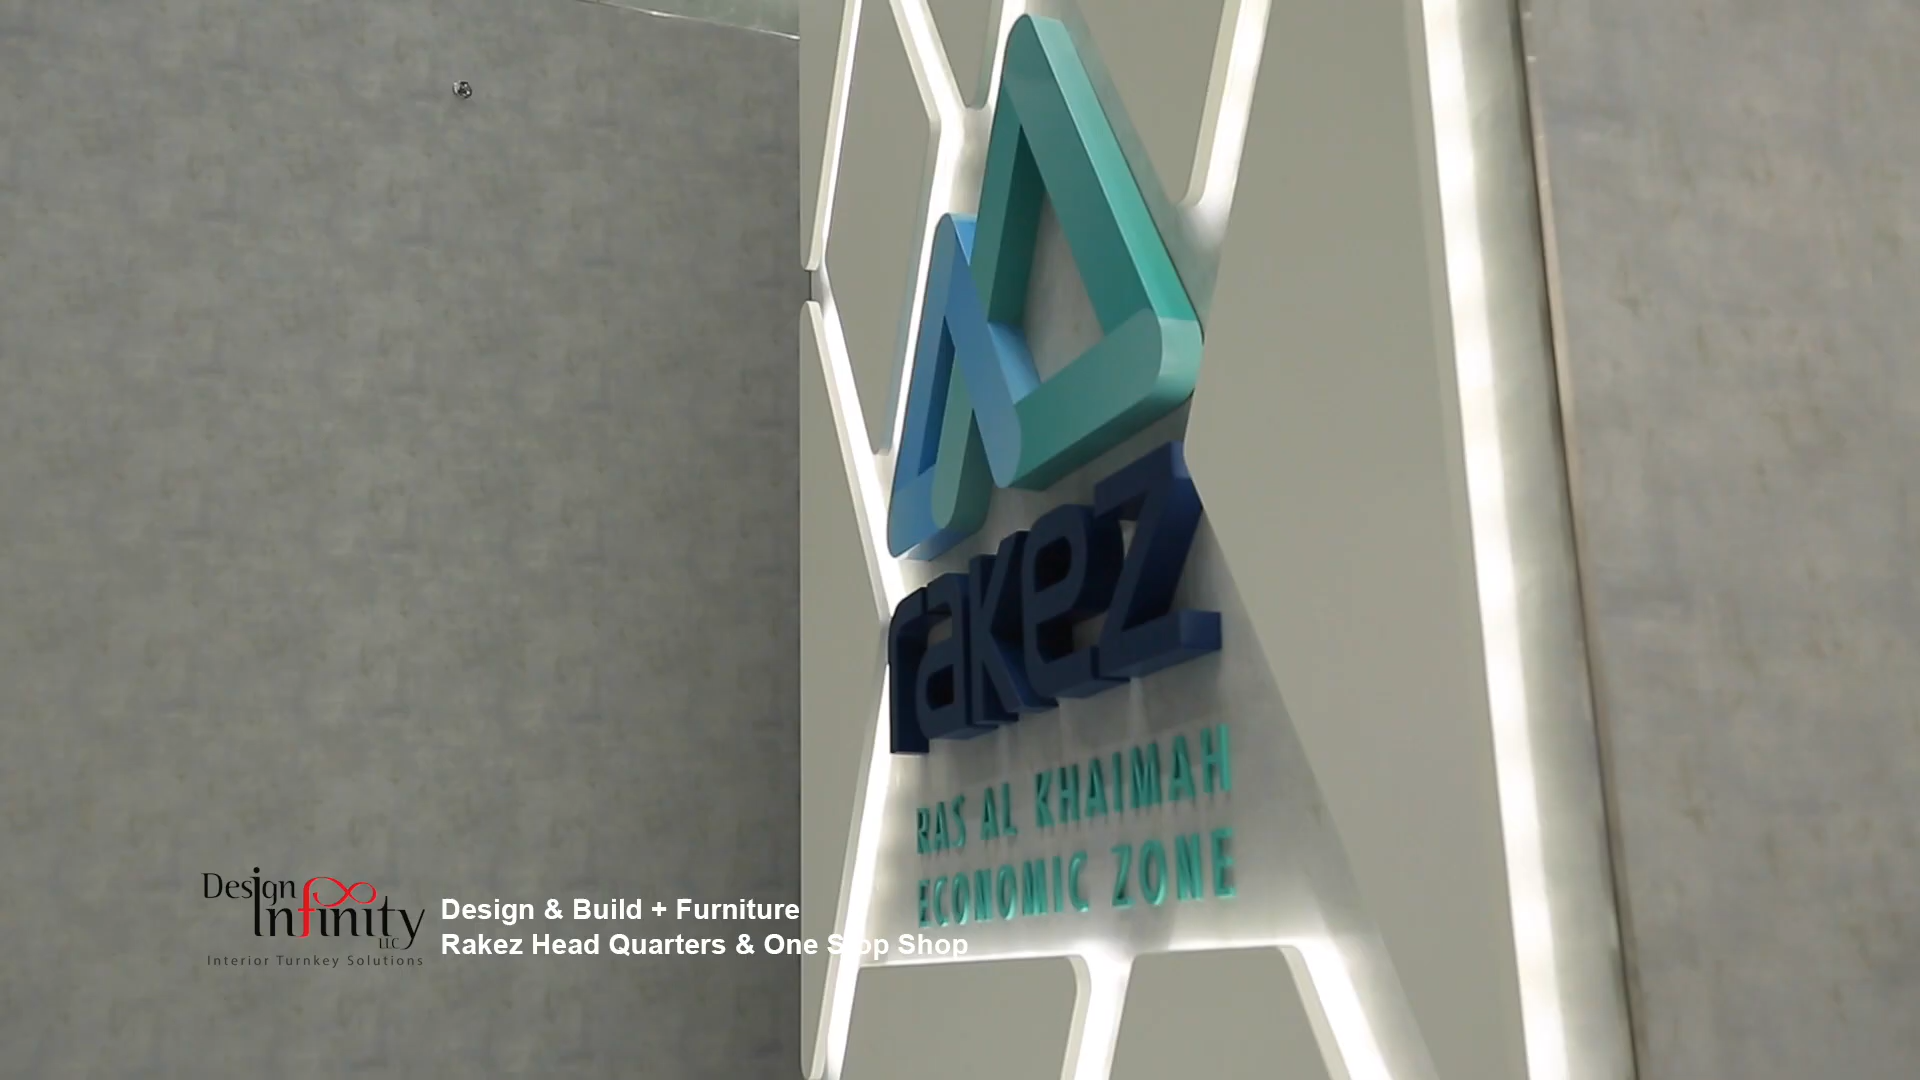 rakez
RAS AL KHAIMAH
ECONOMIC ZONE
Design
Infinity
LLC
Interior Turnkey Solutions
Design & Build + Furniture
Rakez Head Quarters & One Stop Shop